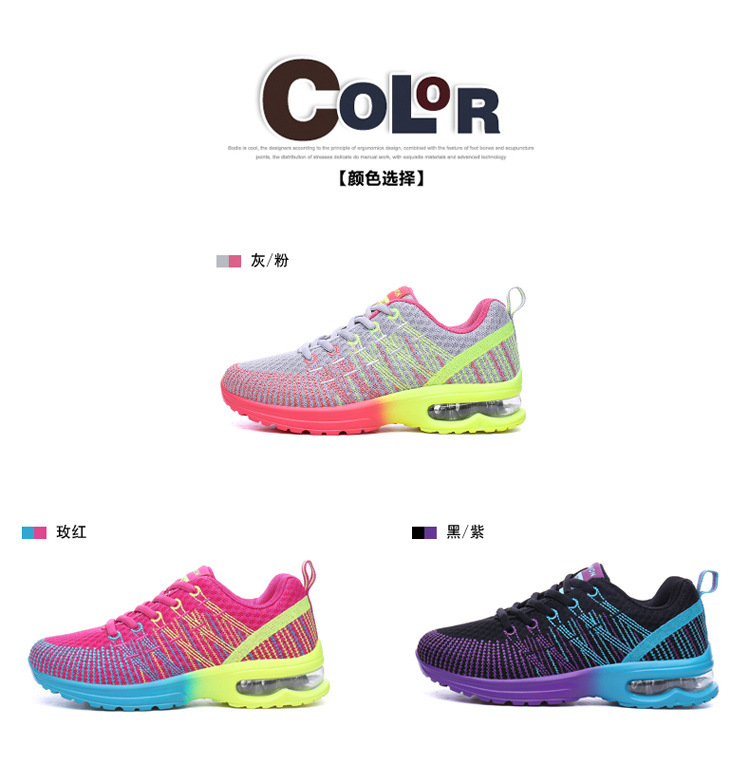 COLOR
Bodie is cool, the designers according to the principle of ergonomics design, combined with the feature of foot bones and acupuncture
points, the distribution of stresses delicate do manual work, with exquisite materials and advanced technology
【颜色选择】
灰/粉
玫红
黑/紫